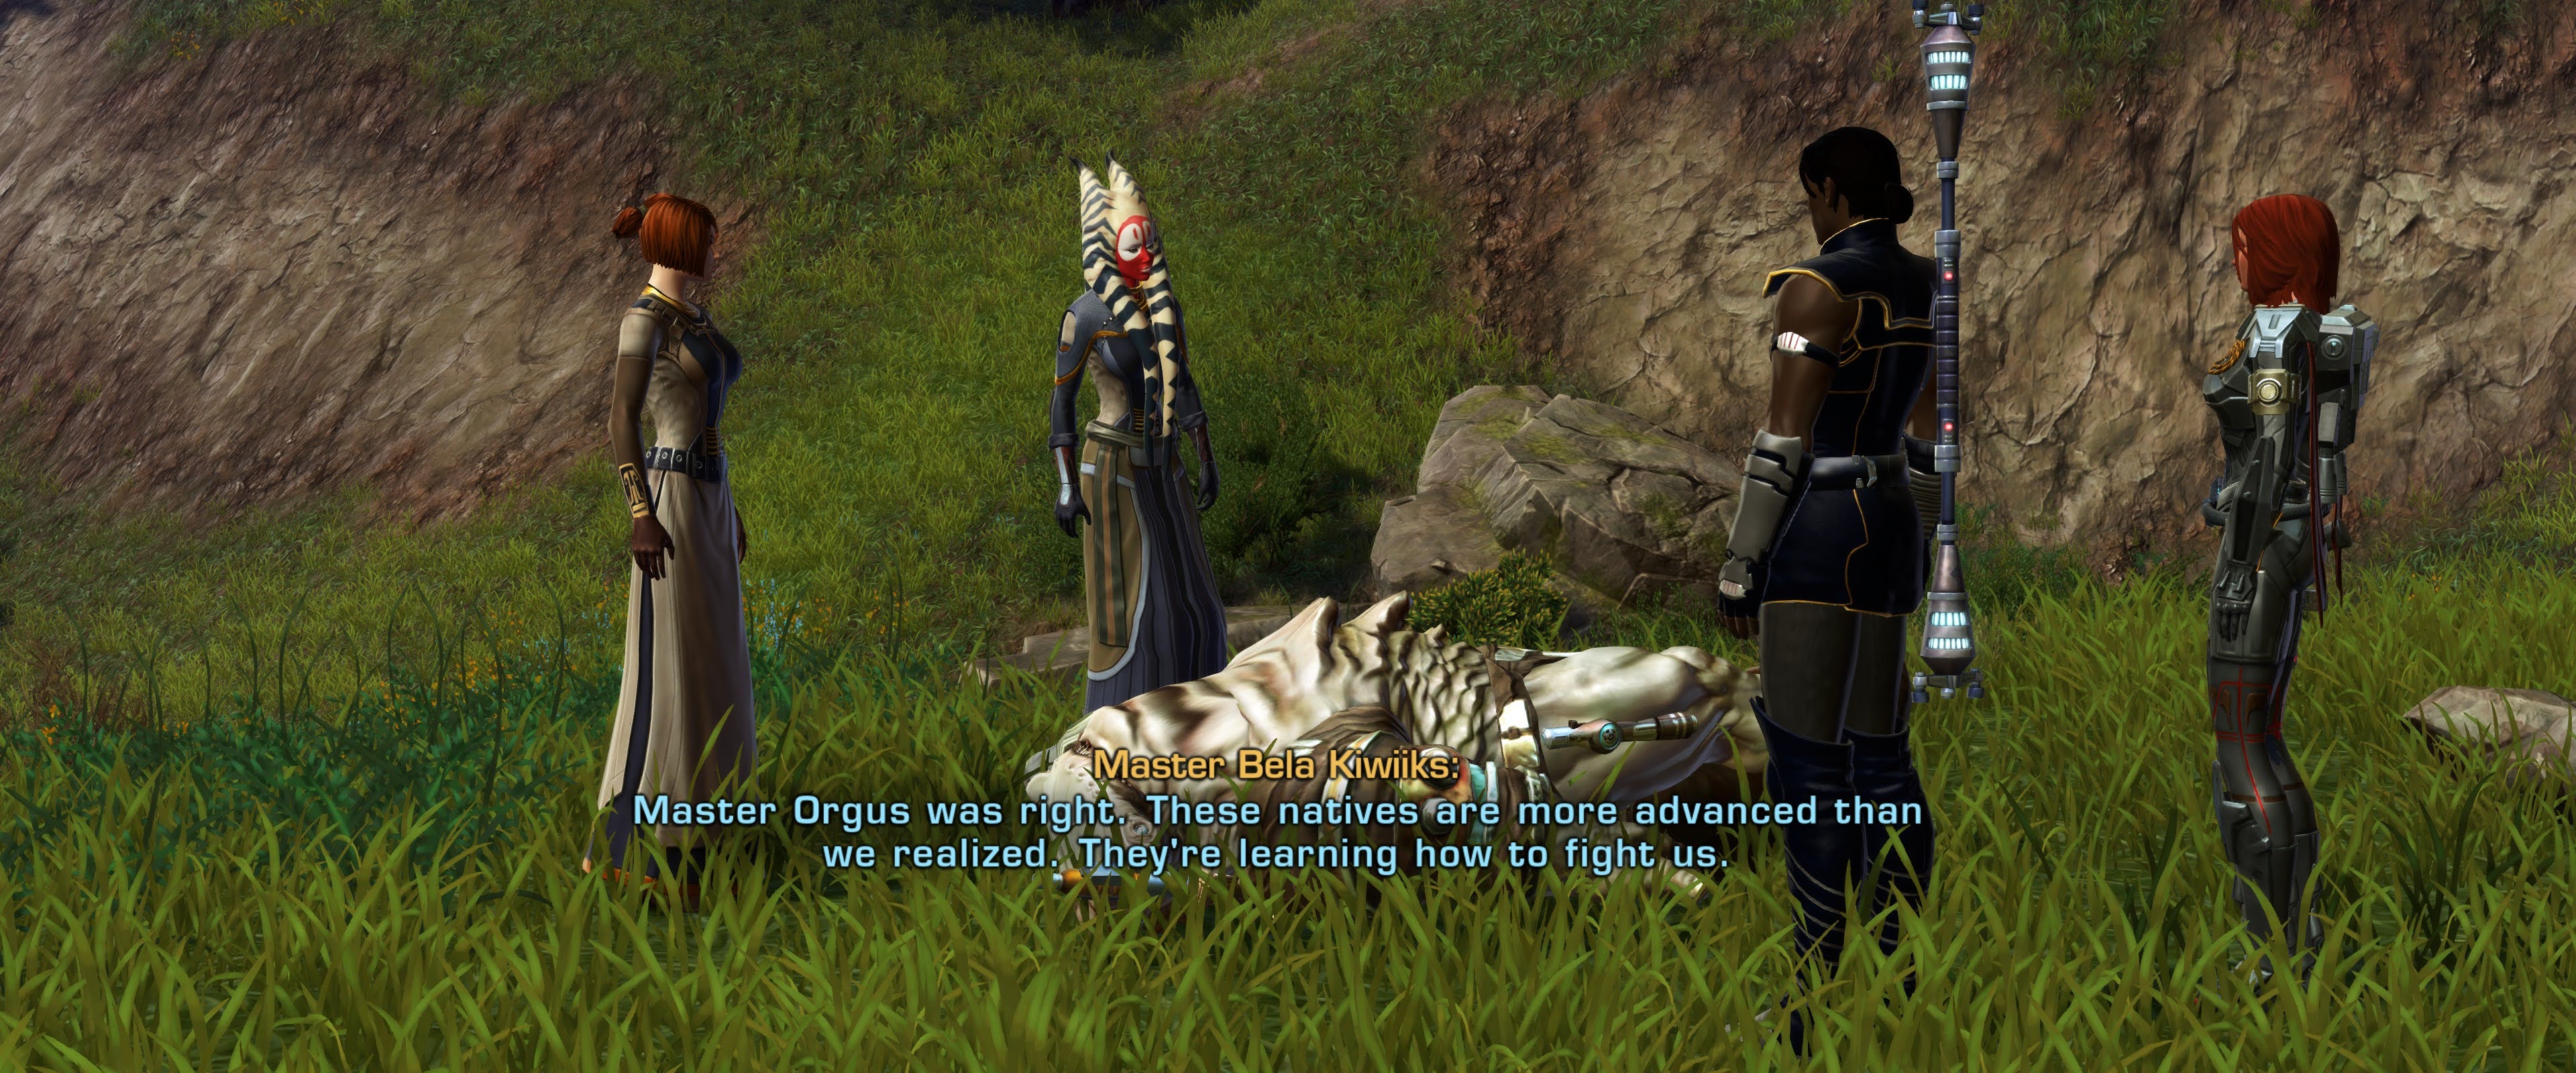 Master Bela Kiwiiks:
Master Orgus was right. These natives are more advanced than
we realized. They're learning how to fight us.